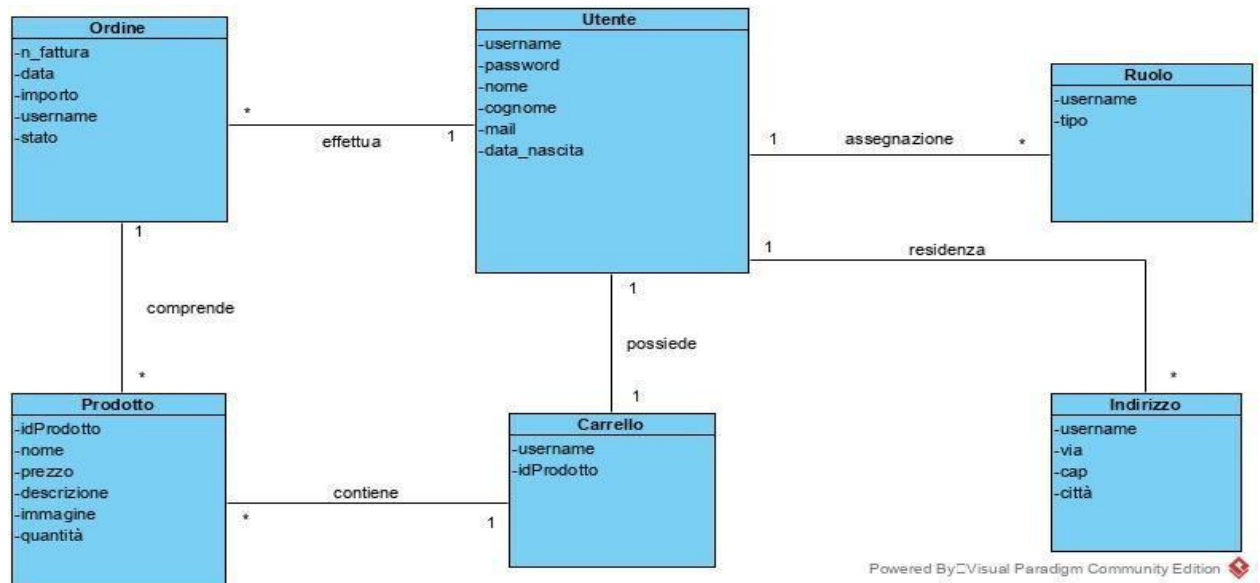 Ordine
-n_fattura
-data
-importo
-username
-stato
Utente
-username
-password
-nome
-cognome
-mail
-data_nascita
Ruolo
-username
-tipo
*
effettua
1
1
assegnazione
*
1
residenza
*
1
comprende
*
1
possiede
1
Prodotto
-idProdotto
-nome
-prezzo
-descrizione
-immagine
-quantità
*
contiene
1
Carrello
-username
-idProdotto
Indirizzo
-username
-via
-cap
-città
Powered By Visual Paradigm Community Edition